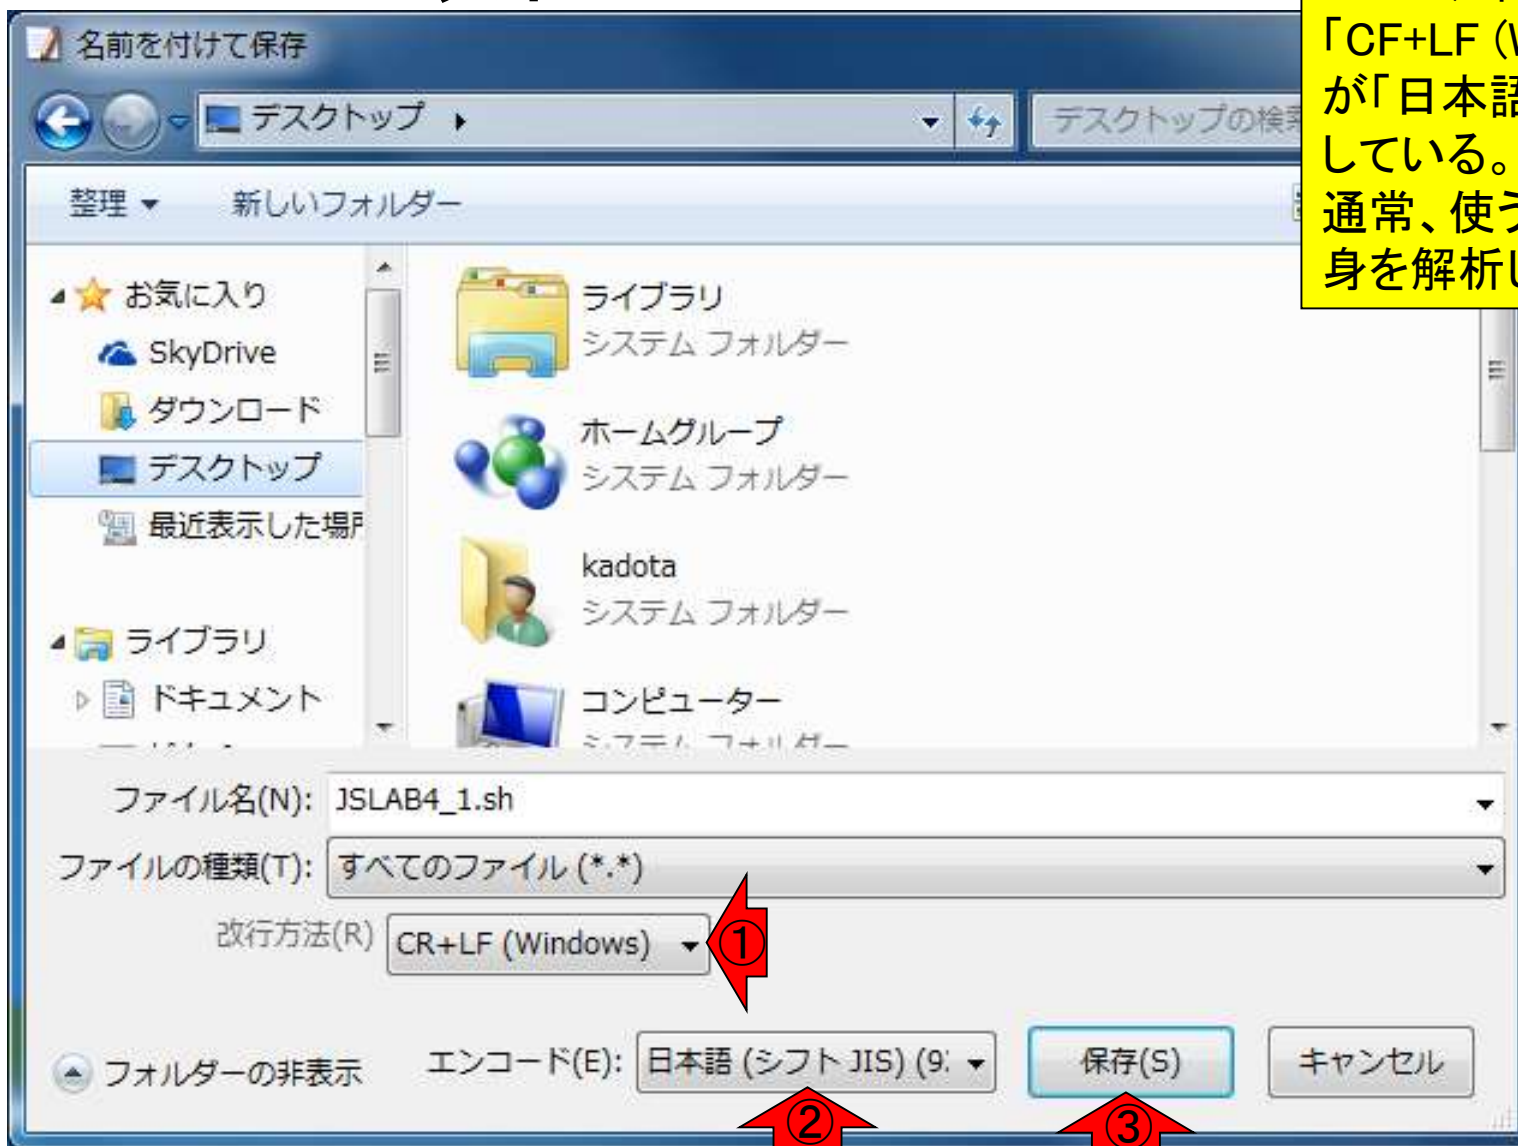 名前を付けて保存
「CF+LF (
が「日本語
している。
通常、使う
身を解析し
デスクトップ
デスクトップの検索
整理
新しいフォルダー
お気に入り
SkyDrive
ダウンロード
デスクトップ
最近表示した場所
ライブラリ
ドキュメント
ライブラリ
システム フォルダー
ホームグループ
システム フォルダー
kadota
システム フォルダー
コンピューター
システム フォルダー
ファイル名(N): JSLAB4_1.sh
ファイルの種類(T): すべてのファイル (*.*)
改行方法(R) CR+LF (Windows) ①
フォルダーの非表示 エンコード(E): 日本語 (シフト JIS) (9: 保存(S) キャンセル
② ③